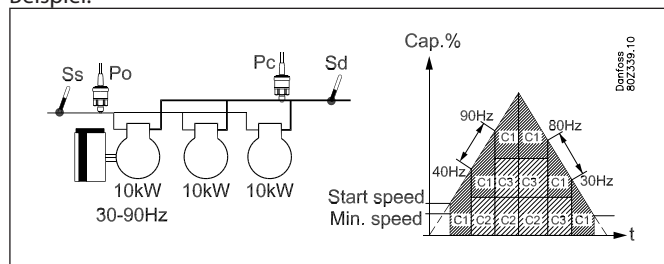 Beispiel:
Ss
Po
Pc
Sd
10kW
10kW
10kW
30-90Hz
Cap.%
Danfoss
80Z339.10
90Hz
C1
C1
80Hz
40Hz
C1
C3
C3
C1
30Hz
Start speed
Min. speed
C1
C2
C2
C2
C3
C1
t